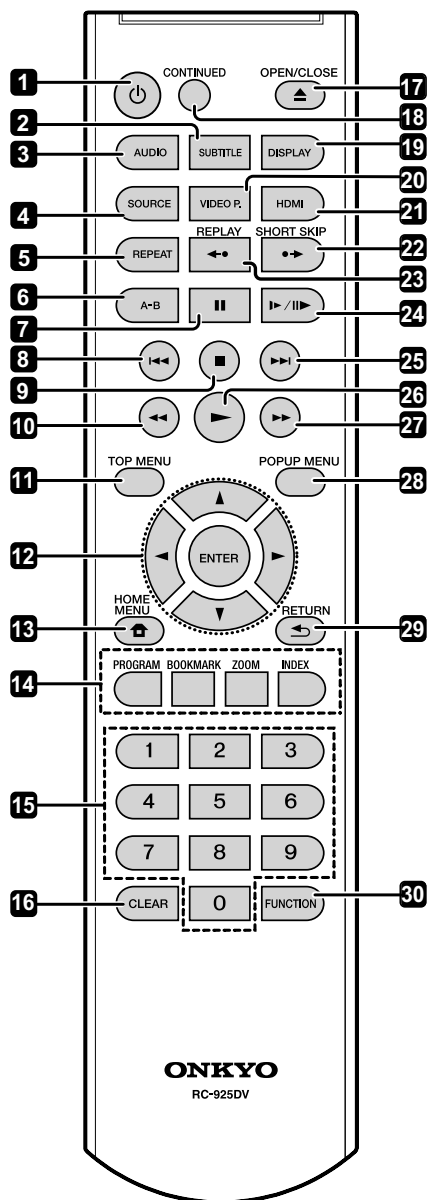 CONTINUED OPEN/CLOSE
1 17
2 18
3 AUDIO SUBTITLE DISPLAY 19
20
4 SOURCE VIDEO P. HDMI 21
REPLAY SHORT SKIP
5 REPEAT 22
23
6 A-B 24
7
8 25
9 26
10 27
TOP MENU POPUP MENU
11 28
12 ENTER
HOME
MENU RETURN
13 29
PROGRAM BOOKMARK ZOOM INDEX
14
1 2 3
15 4 5 6
7 8 9
16 CLEAR 0 FUNCTION 30
ONKYO
RC-925DV